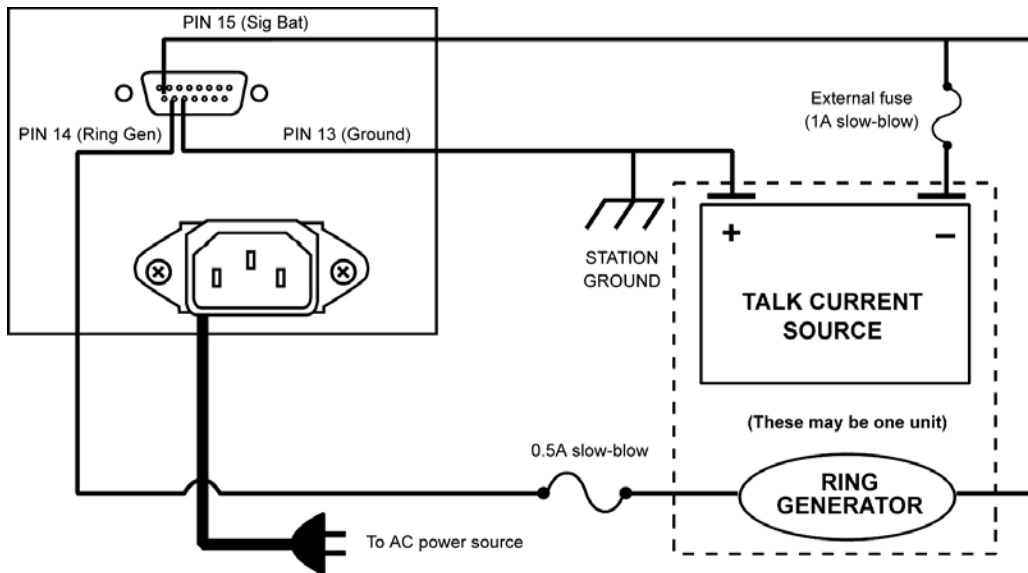 PIN 15 (Sig Bat)
PIN 14 (Ring Gen)
PIN 13 (Ground)
External fuse
(1A slow-blow)
STATION
GROUND
+
–
TALK CURRENT
SOURCE
(These may be one unit)
0.5A slow-blow
RING
GENERATOR
To AC power source